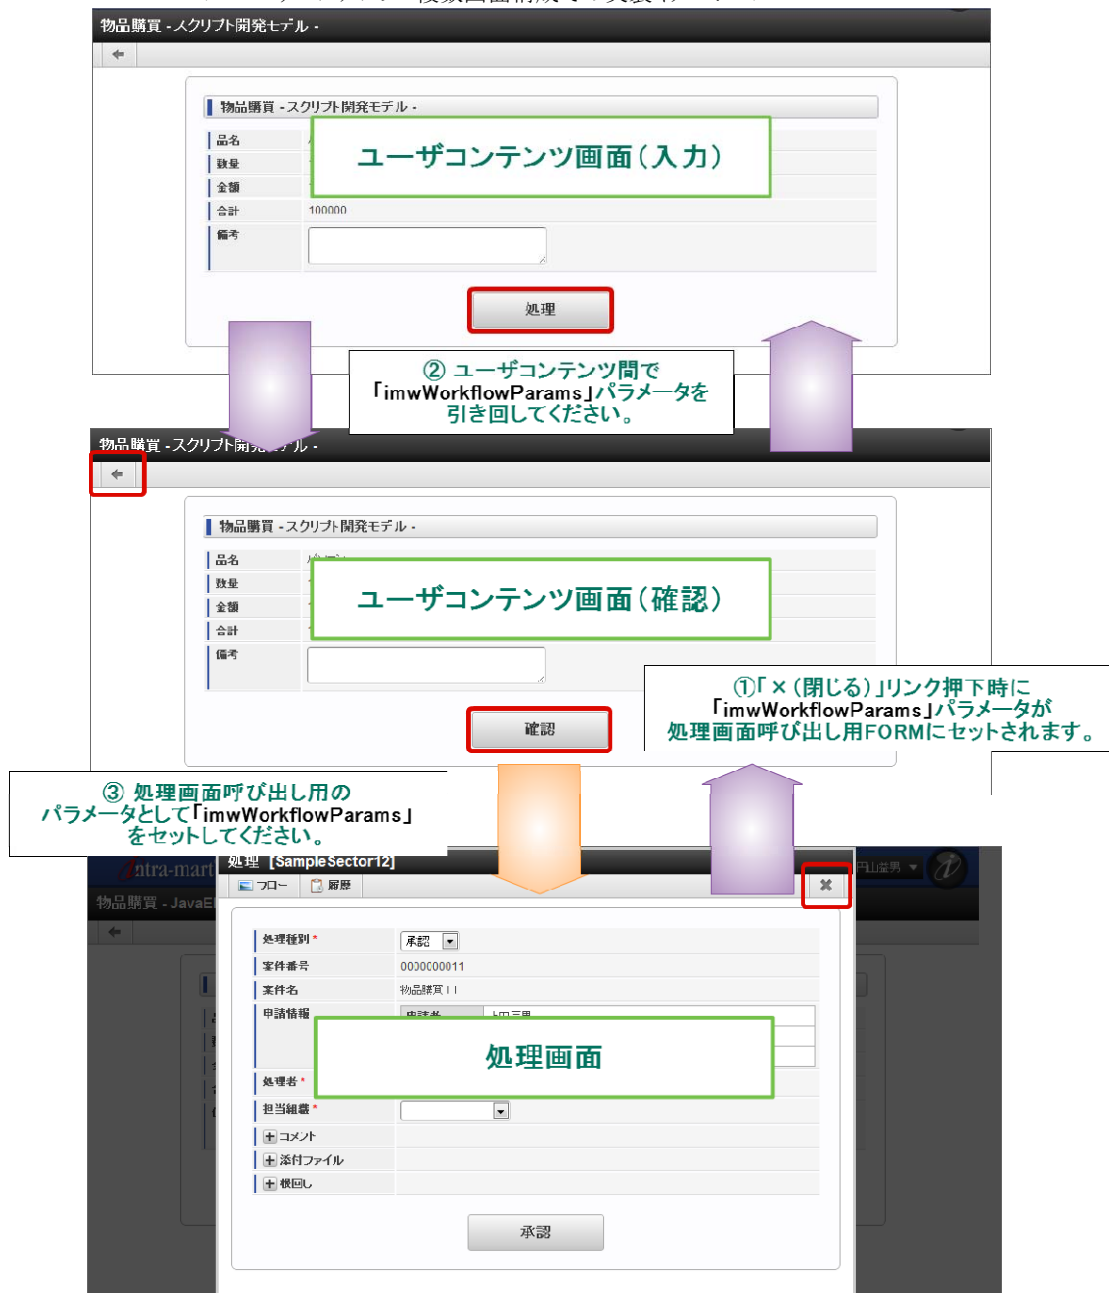 物品購買 - スクリプト開発モデル -
物品購買 - スクリプト開発モデル -
品名
数量
金額
ユーザコンテンツ画面(入力)
合計
100000
備考
処理
② ユーザコンテンツ間で
「imwWorkflowParams」パラメータを
引き回してください。
物品購買 - スクリプト開発モデル -
物品購買 - スクリプト開発モデル -
品名
数量
金額
合計
ユーザコンテンツ画面(確認)
備考
確認
①「×(閉じる)」リンク押下時に
「imwWorkflowParams」パラメータが
処理画面呼び出し用FORMにセットされます。
③ 処理画面呼び出し用の
パラメータとして「imwWorkflowParams」
をセットしてください。
intra-mart
円山益男
物品購買 - JavaE
処理 [SampleSector12]
フロー
履歴
処理種別 *
承認
案件番号
0000000011
案件名
物品購買11
申請情報
処理画面
処理者 *
担当組織 *
コメント
添付ファイル
根回し
承認